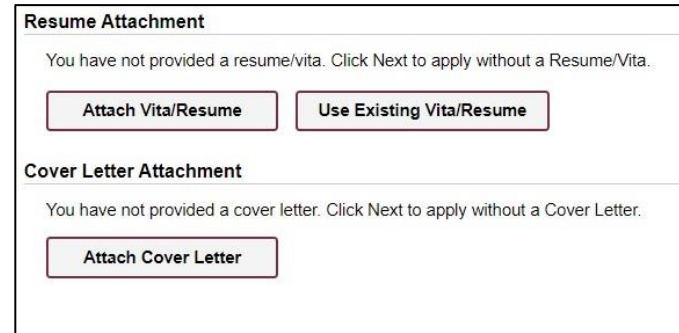 Resume Attachment
You have not provided a resume/vita. Click Next to apply without a Resume/Vita.
Attach Vita/Resume Use Existing Vita/Resume
Cover Letter Attachment
You have not provided a cover letter. Click Next to apply without a Cover Letter.
Attach Cover Letter